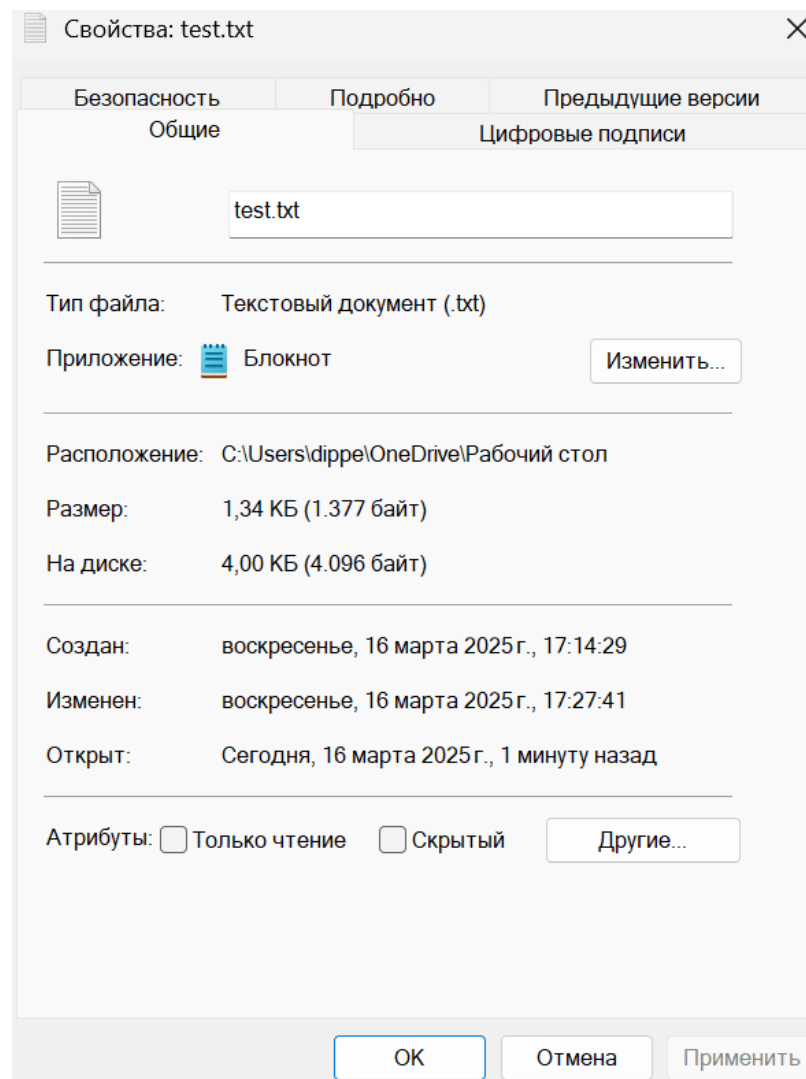 Свойства: test.txt
Безопасность Подробно Предыдущие версии
Общие Цифровые подписи
test.txt
Тип файла: Текстовый документ (.txt)
Приложение: Блокнот Изменить...
Расположение: C:\Users\dippe\OneDrive\Рабочий стол
Размер: 1,34 КБ (1.377 байт)
На диске: 4,00 КБ (4.096 байт)
Создан: воскресенье, 16 марта 2025 г., 17:14:29
Изменен: воскресенье, 16 марта 2025 г., 17:27:41
Открыт: Сегодня, 16 марта 2025 г., 1 минуту назад
Атрибуты: Только чтение Скрытый Другие...
ОК Отмена Применить